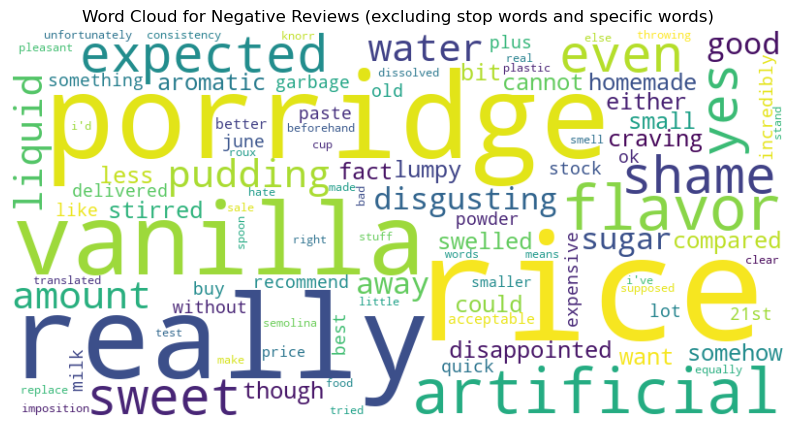 Word Cloud for Negative Reviews (excluding stop words and specific words)
unfortunately consistency knorr else throwing
pleasant expected water plus real even good
something aromatic garbage bit plastic cannot homemade
dissolved old either incredibly
liquid i'd porridge paste small yes
better beforehand craving stand
june cup smell ok
roux fact lumpy stock shame
less pudding
delivered hate made bad disgusting
like stirred powder flavor
vanilla sale spoon right stuff words swelled sugar compared
translated away means expensive rice clear
amount buy recommend smaller i've supposed
without little could lot 21st
really semolina best acceptable
test price disappointed want somehow
milk make food quick equally
replace sweet though tried artificial
imposition